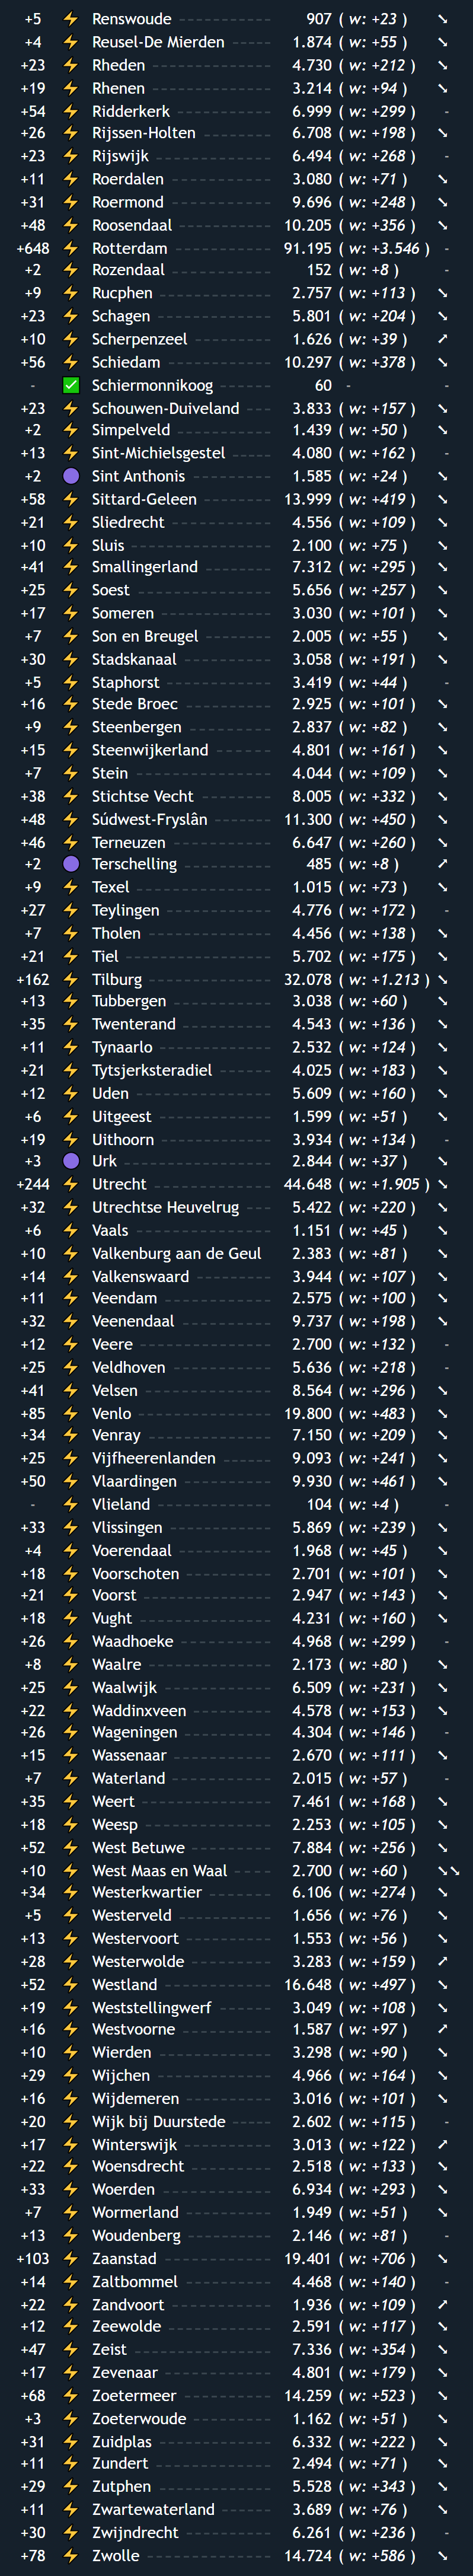 +5 ⚡ Renswoude 907 ( w: +23 ) ↘
+4 ⚡ Reusel-De Mierden 1.874 ( w: +55 ) ↘
+23 ⚡ Rheden 4.730 ( w: +212 ) ↘
+19 ⚡ Rhenen 3.214 ( w: +94 ) ↘
+54 ⚡ Ridderkerk 6.999 ( w: +299 ) -
+26 ⚡ Rijssen-Holten 6.708 ( w: +198 ) ↘
+23 ⚡ Rijswijk 6.494 ( w: +268 ) -
+11 ⚡ Roerdalen 3.080 ( w: +71 ) ↘
+31 ⚡ Roermond 9.696 ( w: +248 ) ↘
+48 ⚡ Roosendaal 10.205 ( w: +356 ) ↘
+648 ⚡ Rotterdam 91.195 ( w: +3.546 ) -
+2 ⚡ Rozendaal 152 ( w: +8 ) -
+9 ⚡ Rucphen 2.757 ( w: +113 ) ↘
+23 ⚡ Schagen 5.801 ( w: +204 ) ↘
+10 ⚡ Scherpenzeel 1.626 ( w: +39 ) ↗
+56 ⚡ Schiedam 10.297 ( w: +378 ) ↘
- ✅ Schiermonnikoog 60 - -
+23 ⚡ Schouwen-Duiveland 3.833 ( w: +157 ) ↘
+2 ⚡ Simpelveld 1.439 ( w: +50 ) ↘
+13 ⚡ Sint-Michielsgestel 4.080 ( w: +162 ) -
+2 🟣 Sint Anthonis 1.585 ( w: +24 ) ↘
+58 ⚡ Sittard-Geleen 13.999 ( w: +419 ) ↘
+21 ⚡ Sliedrecht 4.556 ( w: +109 ) ↘
+10 ⚡ Sluis 2.100 ( w: +75 ) ↘
+41 ⚡ Smallingerland 7.312 ( w: +295 ) ↘
+25 ⚡ Soest 5.656 ( w: +257 ) ↘
+17 ⚡ Someren 3.030 ( w: +101 ) ↘
+7 ⚡ Son en Breugel 2.005 ( w: +55 ) ↘
+30 ⚡ Stadskanaal 3.058 ( w: +191 ) ↘
+5 ⚡ Staphorst 3.419 ( w: +44 ) -
+16 ⚡ Stede Broec 2.925 ( w: +101 ) ↘
+9 ⚡ Steenbergen 2.837 ( w: +82 ) ↘
+15 ⚡ Steenwijkerland 4.801 ( w: +161 ) ↘
+7 ⚡ Stein 4.044 ( w: +109 ) ↘
+38 ⚡ Stichtse Vecht 8.005 ( w: +332 ) ↘
+48 ⚡ Súdwest-Fryslân 11.300 ( w: +450 ) ↘
+46 ⚡ Terneuzen 6.647 ( w: +260 ) ↘
+2 🟣 Terschelling 485 ( w: +8 ) ↗
+9 ⚡ Texel 1.015 ( w: +73 ) ↘
+27 ⚡ Teylingen 4.776 ( w: +172 ) -
+7 ⚡ Tholen 4.456 ( w: +138 ) ↘
+21 ⚡ Tiel 5.702 ( w: +175 ) ↘
+162 ⚡ Tilburg 32.078 ( w: +1.213 ) ↘
+13 ⚡ Tubbergen 3.038 ( w: +60 ) ↘
+35 ⚡ Twenterand 4.543 ( w: +136 ) ↘
+11 ⚡ Tynaarlo 2.532 ( w: +124 ) ↘
+21 ⚡ Tytsjerksteradiel 4.025 ( w: +183 ) ↘
+12 ⚡ Uden 5.609 ( w: +160 ) ↘
+6 ⚡ Uitgeest 1.599 ( w: +51 ) ↘
+19 ⚡ Uithoorn 3.934 ( w: +134 ) -
+3 🟣 Urk 2.844 ( w: +37 ) ↘
+244 ⚡ Utrecht 44.648 ( w: +1.905 ) ↘
+32 ⚡ Utrechtse Heuvelrug 5.422 ( w: +220 ) ↘
+6 ⚡ Vaals 1.151 ( w: +45 ) ↘
+10 ⚡ Valkenburg aan de Geul 2.383 ( w: +81 ) ↘
+14 ⚡ Valkenswaard 3.944 ( w: +107 ) ↘
+11 ⚡ Veendam 2.575 ( w: +100 ) ↘
+32 ⚡ Veenendaal 9.737 ( w: +198 ) ↘
+12 ⚡ Veere 2.700 ( w: +132 ) -
+25 ⚡ Veldhoven 5.636 ( w: +218 ) -
+41 ⚡ Velsen 8.564 ( w: +296 ) ↘
+85 ⚡ Venlo 19.800 ( w: +483 ) ↘
+34 ⚡ Venray 7.150 ( w: +209 ) ↘
+25 ⚡ Vijfheerenlanden 9.093 ( w: +241 ) ↘
+50 ⚡ Vlaardingen 9.930 ( w: +461 ) ↘
- ⚡ Vlieland 104 ( w: +4 ) -
+33 ⚡ Vlissingen 5.869 ( w: +239 ) ↘
+4 ⚡ Voerendaal 1.968 ( w: +45 ) ↘
+18 ⚡ Voorschoten 2.701 ( w: +101 ) ↘
+21 ⚡ Voorst 2.947 ( w: +143 ) ↘
+18 ⚡ Vught 4.231 ( w: +160 ) ↘
+26 ⚡ Waadhoeke 4.968 ( w: +299 ) -
+8 ⚡ Waalre 2.173 ( w: +80 ) ↘
+25 ⚡ Waalwijk 6.509 ( w: +231 ) ↘
+22 ⚡ Waddinxveen 4.578 ( w: +153 ) ↘
+26 ⚡ Wageningen 4.304 ( w: +146 ) -
+15 ⚡ Wassenaar 2.670 ( w: +111 ) ↘
+7 ⚡ Waterland 2.015 ( w: +57 ) -
+35 ⚡ Weert 7.461 ( w: +168 ) ↘
+18 ⚡ Weesp 2.253 ( w: +105 ) ↘
+52 ⚡ West Betuwe 7.884 ( w: +256 ) ↘
+10 ⚡ West Maas en Waal 2.700 ( w: +60 ) ↘↘
+34 ⚡ Westerkwartier 6.106 ( w: +274 ) ↘
+5 ⚡ Westerveld 1.656 ( w: +76 ) ↘
+13 ⚡ Westervoort 1.553 ( w: +56 ) ↘
+28 ⚡ Westerwolde 3.283 ( w: +159 ) ↗
+52 ⚡ Westland 16.648 ( w: +497 ) ↘
+19 ⚡ Weststellingwerf 3.049 ( w: +108 ) ↘
+16 ⚡ Westvoorne 1.587 ( w: +97 ) ↗
+10 ⚡ Wierden 3.298 ( w: +90 ) ↘
+29 ⚡ Wijchen 4.966 ( w: +164 ) ↘
+16 ⚡ Wijdemeren 3.016 ( w: +101 ) ↘
+20 ⚡ Wijk bij Duurstede 2.602 ( w: +115 ) -
+17 ⚡ Winterswijk 3.013 ( w: +122 ) ↗
+22 ⚡ Woensdrecht 2.518 ( w: +133 ) ↘
+33 ⚡ Woerden 6.934 ( w: +293 ) ↘
+7 ⚡ Wormerland 1.949 ( w: +51 ) ↘
+13 ⚡ Woudenberg 2.146 ( w: +81 ) -
+103 ⚡ Zaanstad 19.401 ( w: +706 ) ↘
+14 ⚡ Zaltbommel 4.468 ( w: +140 ) -
+22 ⚡ Zandvoort 1.936 ( w: +109 ) ↗
+12 ⚡ Zeewolde 2.591 ( w: +117 ) ↘
+47 ⚡ Zeist 7.336 ( w: +354 ) ↘
+17 ⚡ Zevenaar 4.801 ( w: +179 ) ↘
+68 ⚡ Zoetermeer 14.259 ( w: +523 ) ↘
+3 ⚡ Zoeterwoude 1.162 ( w: +51 ) ↘
+31 ⚡ Zuidplas 6.332 ( w: +222 ) ↘
+11 ⚡ Zundert 2.494 ( w: +71 ) ↘
+29 ⚡ Zutphen 5.528 ( w: +343 ) ↘
+11 ⚡ Zwartewaterland 3.689 ( w: +76 ) ↘
+30 ⚡ Zwijndrecht 6.261 ( w: +236 ) -
+78 ⚡ Zwolle 14.724 ( w: +586 ) ↘